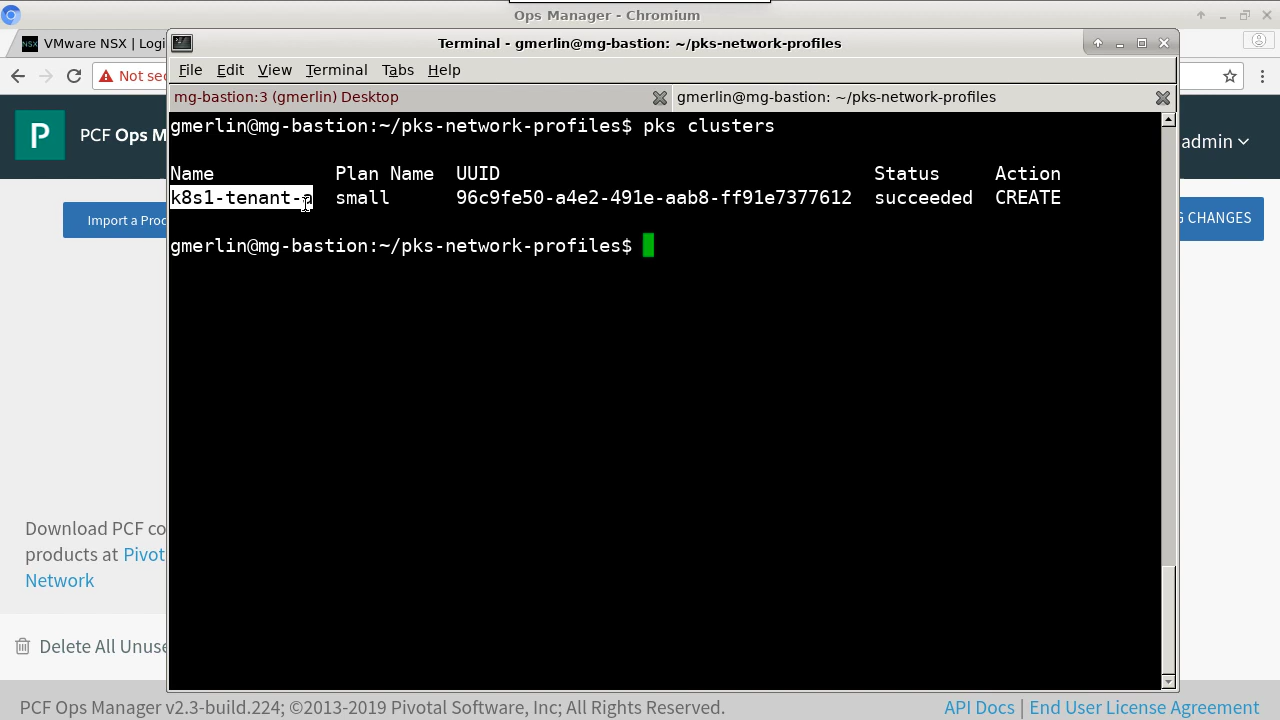 Ops Manager - Chromium
VMware NSX | Logi
Terminal - gmerlin@mg-bastion: ~/pks-network-profiles
File Edit View Terminal Tabs Help
Not sec
mg-bastion:3 (gmerlin) Desktop
gmerlin@mg-bastion: ~/pks-network-profiles
P
PCF Ops M
admin
gmerlin@mg-bastion:~/pks-network-profiles$ pks clusters
Name Plan Name UUID Status Action
k8s1-tenant-a small 96c9fe50-a4e2-491e-aab8-ff91e7377612 succeeded CREATE
Import a Proc
G CHANGES
gmerlin@mg-bastion:~/pks-network-profiles$
Download PCF co
products at Pivot
Network
Delete All Unuse
PCF Ops Manager v2.3-build.224; ©2013-2019 Pivotal Software, Inc; All Rights Reserved.
API Docs | End User License Agreement